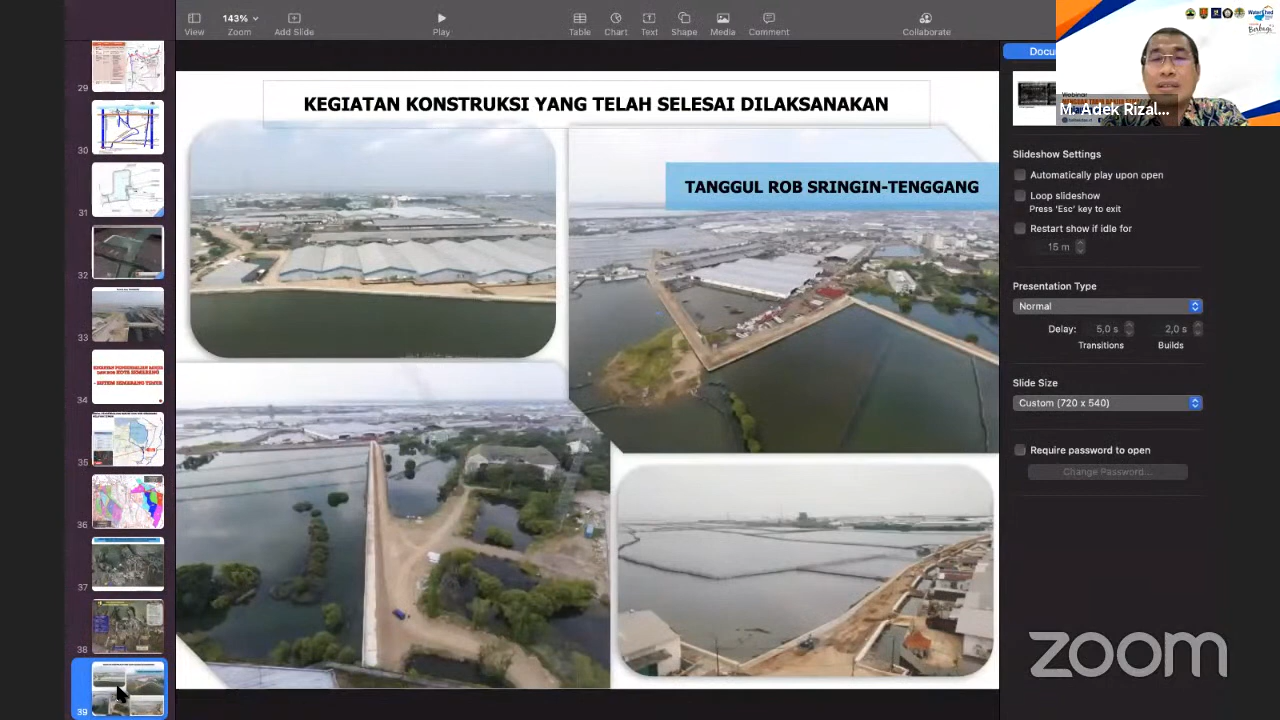 143%
View
Zoom
Add Slide
Play
Table
Chart
Text
Shape
Media
Comment
Collaborate
29
30
31
32
33
34
35
36
37
38
39
KEGIATAN KONSTRUKSI YANG TELAH SELESAI DILAKSANAKAN
TANGGUL ROB SRINGIN-TENGGANG
Docu
Webinar
M. Adek Rizal...
Slideshow Settings
Automatically play upon open
Loop slideshow
Press 'Esc' key to exit
Restart show if idle for
15 m
Presentation Type
Normal
Delay:
5,0 s
2,0 s
Transitions
Builds
Slide Size
Custom (720 x 540)
Require password to open
Change Password...
zoom